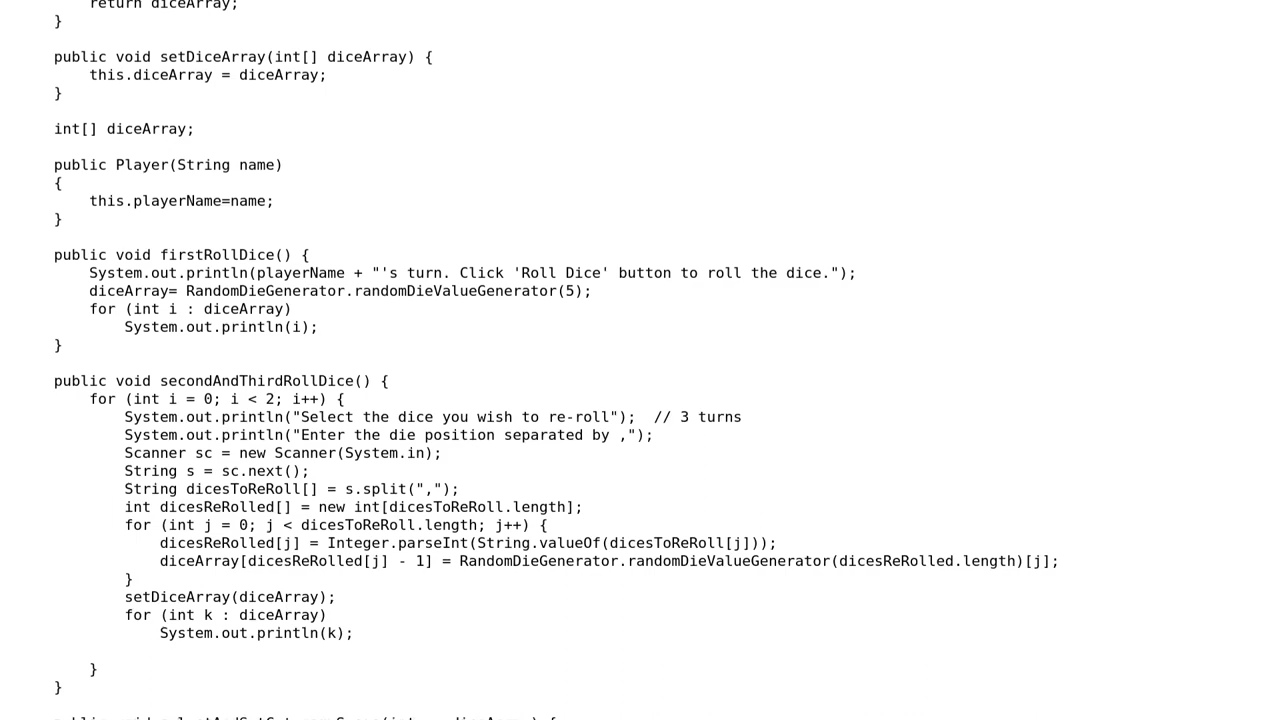 return diceArray;
}
public void setDiceArray(int[] diceArray) {
this.diceArray = diceArray;
}
int[] diceArray;
public Player(String name)
{
this.playerName=name;
}
public void firstRollDice() {
System.out.println(playerName + "'s turn. Click 'Roll Dice' button to roll the dice.");
diceArray= RandomDieGenerator.randomDieValueGenerator(5);
for (int i : diceArray)
System.out.println(i);
}
public void secondAndThirdRollDice() {
for (int i = 0; i < 2; i++) {
System.out.println("Select the dice you wish to re-roll");  // 3 turns
System.out.println("Enter the die position separated by ,");
Scanner sc = new Scanner(System.in);
String s = sc.next();
String dicesToReRoll[] = s.split(",");
int dicesReRolled[] = new int[dicesToReRoll.length];
for (int j = 0; j < dicesToReRoll.length; j++) {
dicesReRolled[j] = Integer.parseInt(String.valueOf(dicesToReRoll[j]));
diceArray[dicesReRolled[j] - 1] = RandomDieGenerator.randomDieValueGenerator(dicesReRolled.length)[j];
}
setDiceArray(diceArray);
for (int k : diceArray)
System.out.println(k);
}
}